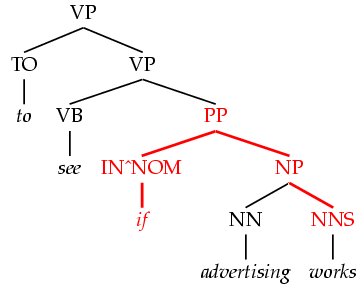 VP
TO VP
to VB PP
see IN^NOM NP
if NN NNS
advertising works